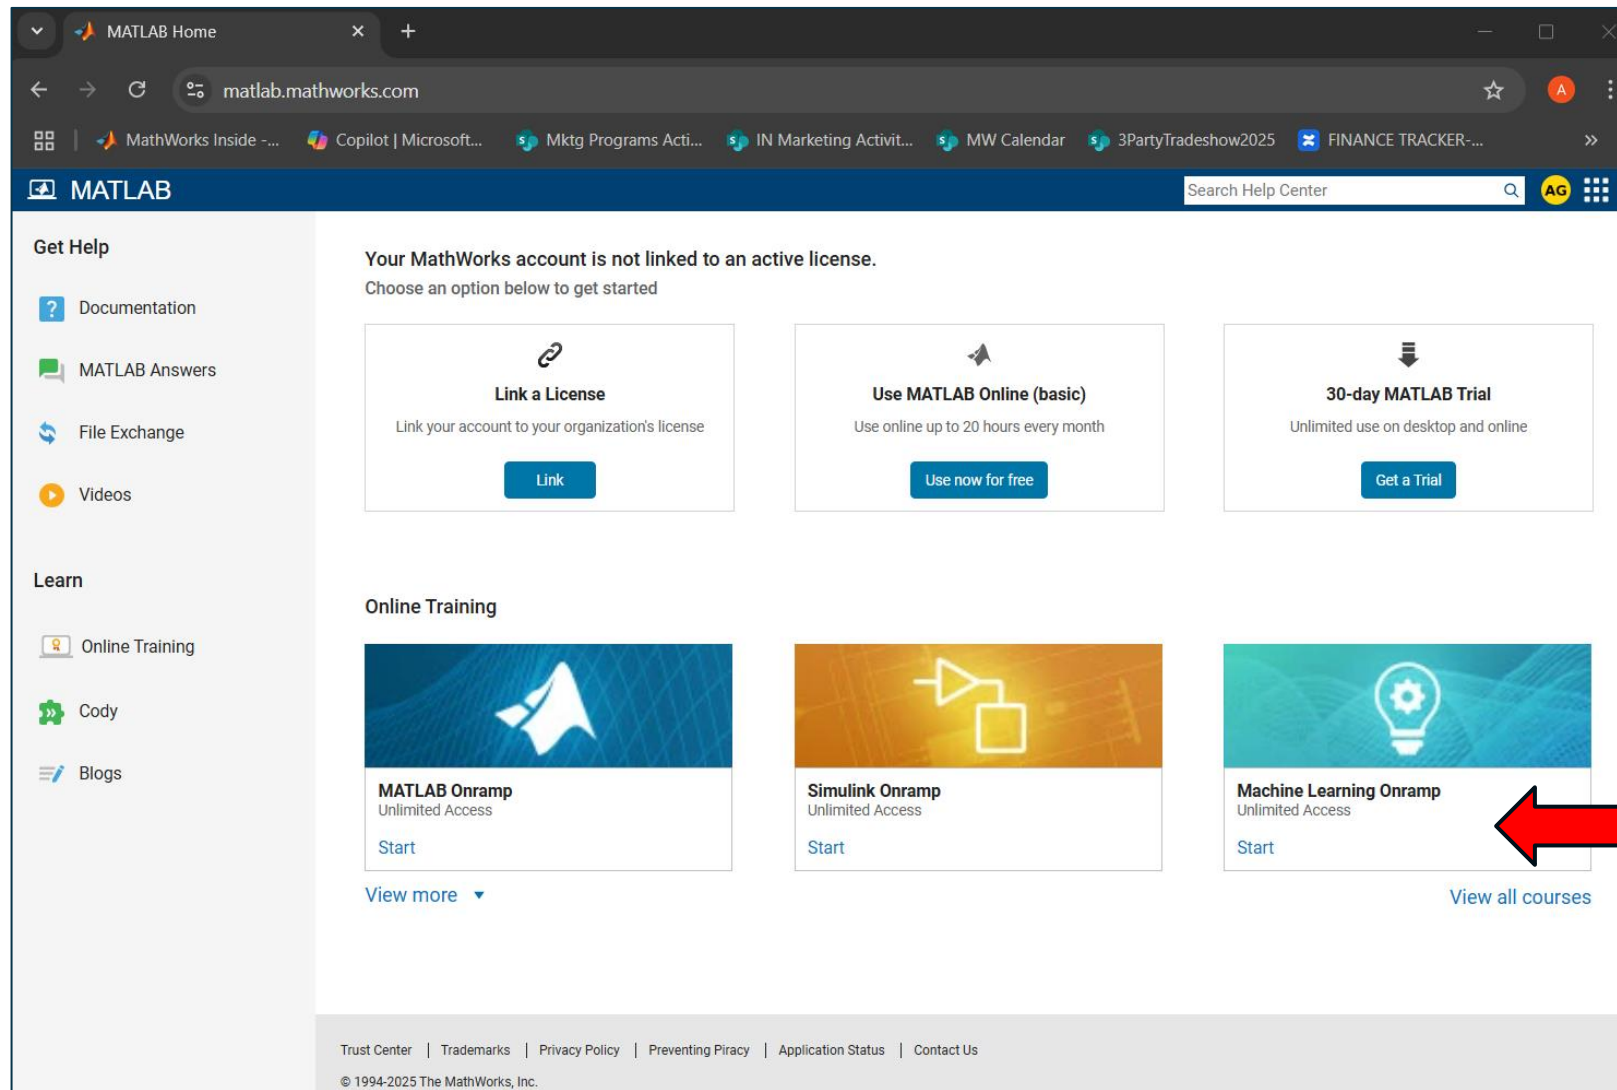 MATLAB Home
matlab.mathworks.com
A
MathWorks Inside -...
Copilot | Microsoft...
Mktg Programs Acti...
IN Marketing Activit...
MW Calendar
3PartyTradeshow2025
FINANCE TRACKER-...
MATLAB
Search Help Center
AG
Get Help
Documentation
MATLAB Answers
File Exchange
Videos
Learn
Online Training
Cody
Blogs
Your MathWorks account is not linked to an active license.
Choose an option below to get started
Link a License
Link your account to your organization's license
Link
Use MATLAB Online (basic)
Use online up to 20 hours every month
Use now for free
30-day MATLAB Trial
Unlimited use on desktop and online
Get a Trial
Online Training
MATLAB Onramp
Unlimited Access
Start
Simulink Onramp
Unlimited Access
Start
Machine Learning Onramp
Unlimited Access
Start
View more
View all courses
Trust Center | Trademarks | Privacy Policy | Preventing Piracy | Application Status | Contact Us
© 1994-2025 The MathWorks, Inc.